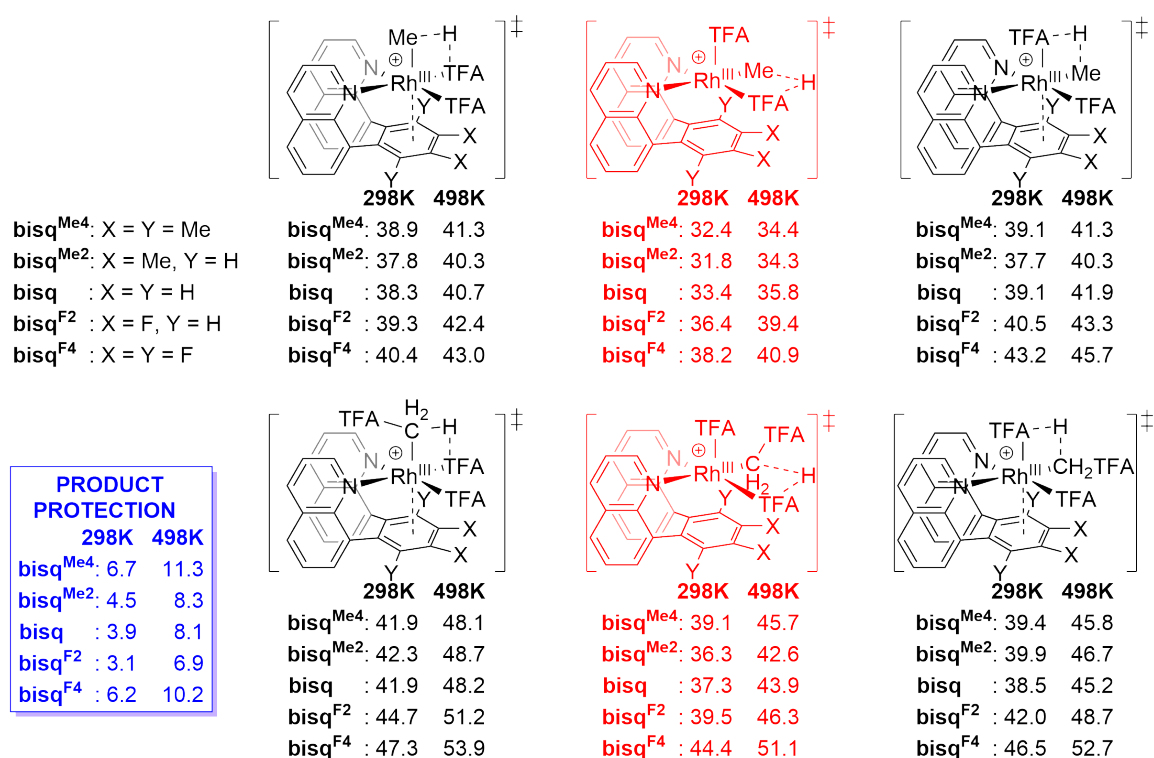 Me H
‡
N Rh III TFA
⊕
N TFA
Y
X
X
Y
298K 498K
bisq^Me4: 38.9 41.3
bisq^Me2: 37.8 40.3
bisq : 38.3 40.7
bisq^F2 : 39.3 42.4
bisq^F4 : 40.4 43.0
TFA
‡
N Rh III Me H
⊕
N TFA
Y
X
X
Y
298K 498K
bisq^Me4: 32.4 34.4
bisq^Me2: 31.8 34.3
bisq : 33.4 35.8
bisq^F2 : 36.4 39.4
bisq^F4 : 38.2 40.9
TFA H
‡
N Rh III Me
⊕
N TFA
Y
X
X
Y
298K 498K
bisq^Me4: 39.1 41.3
bisq^Me2: 37.7 40.3
bisq : 39.1 41.9
bisq^F2 : 40.5 43.3
bisq^F4 : 43.2 45.7
bisq^Me4: X = Y = Me
bisq^Me2: X = Me, Y = H
bisq : X = Y = H
bisq^F2 : X = F, Y = H
bisq^F4 : X = Y = F
PRODUCT
PROTECTION
298K 498K
bisq^Me4: 6.7 11.3
bisq^Me2: 4.5 8.3
bisq : 3.9 8.1
bisq^F2 : 3.1 6.9
bisq^F4 : 6.2 10.2
H2
TFA C H
‡
N Rh III TFA
⊕
N TFA
Y
X
X
Y
298K 498K
bisq^Me4: 41.9 48.1
bisq^Me2: 42.3 48.7
bisq : 41.9 48.2
bisq^F2 : 44.7 51.2
bisq^F4 : 47.3 53.9
TFA TFA
‡
N Rh III C H
⊕
H2
N TFA
Y
X
X
Y
298K 498K
bisq^Me4: 39.1 45.7
bisq^Me2: 36.3 42.6
bisq : 37.3 43.9
bisq^F2 : 39.5 46.3
bisq^F4 : 44.4 51.1
TFA H
‡
N Rh III CH2TFA
⊕
N TFA
Y
X
X
Y
298K 498K
bisq^Me4: 39.4 45.8
bisq^Me2: 39.9 46.7
bisq : 38.5 45.2
bisq^F2 : 42.0 48.7
bisq^F4 : 46.5 52.7